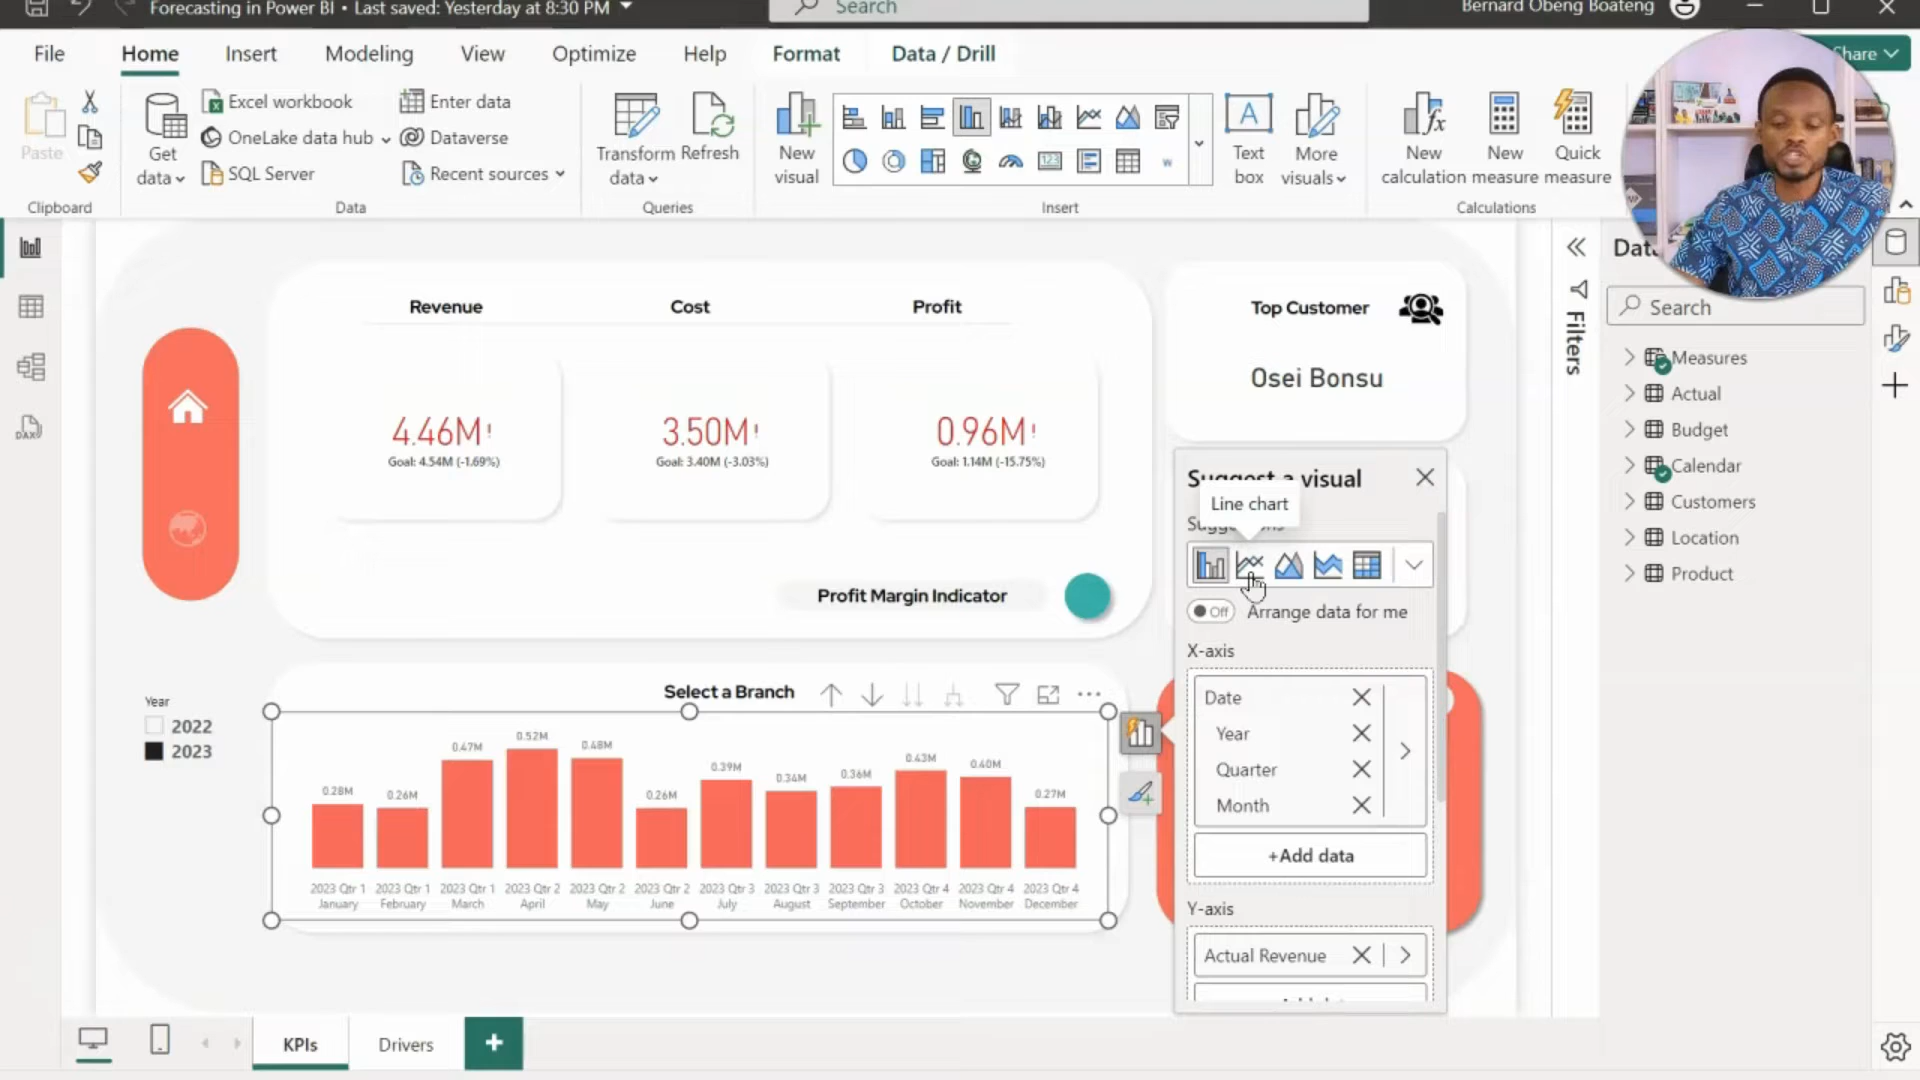 Forecasting in Power BI • Last saved: Yesterday at 8:30 PM
Search
Bernard Obeng Boateng
File
Home
Insert
Modeling
View
Optimize
Help
Format
Data / Drill
Share
Paste
Clipboard
Get data
Excel workbook
OneLake data hub
SQL Server
Enter data
Dataverse
Recent sources
Data
Transform data
Refresh
Queries
New visual
123
Text box
More visuals
Insert
New calculation
New measure
Quick measure
Calculations
DAX
Revenue
Cost
Profit
4.46M!
Goal: 4.54M (-1.69%)
3.50M!
Goal: 3.40M (-3.03%)
0.96M!
Goal: 1.14M (-15.75%)
Profit Margin Indicator
Top Customer
Osei Bonsu
Suggest a visual
Line chart
Off
Arrange data for me
X-axis
Date
Year
Quarter
Month
+Add data
Y-axis
Actual Revenue
Filters
Search
Measures
Actual
Budget
Calendar
Customers
Location
Product
Year
2022
2023
Select a Branch
0.28M
0.26M
0.47M
0.52M
0.48M
0.26M
0.39M
0.34M
0.36M
0.43M
0.40M
0.27M
2023 Qtr 1 January
2023 Qtr 1 February
2023 Qtr 1 March
2023 Qtr 2 April
2023 Qtr 2 May
2023 Qtr 2 June
2023 Qtr 3 July
2023 Qtr 3 August
2023 Qtr 3 September
2023 Qtr 4 October
2023 Qtr 4 November
2023 Qtr 4 December
KPIs
Drivers